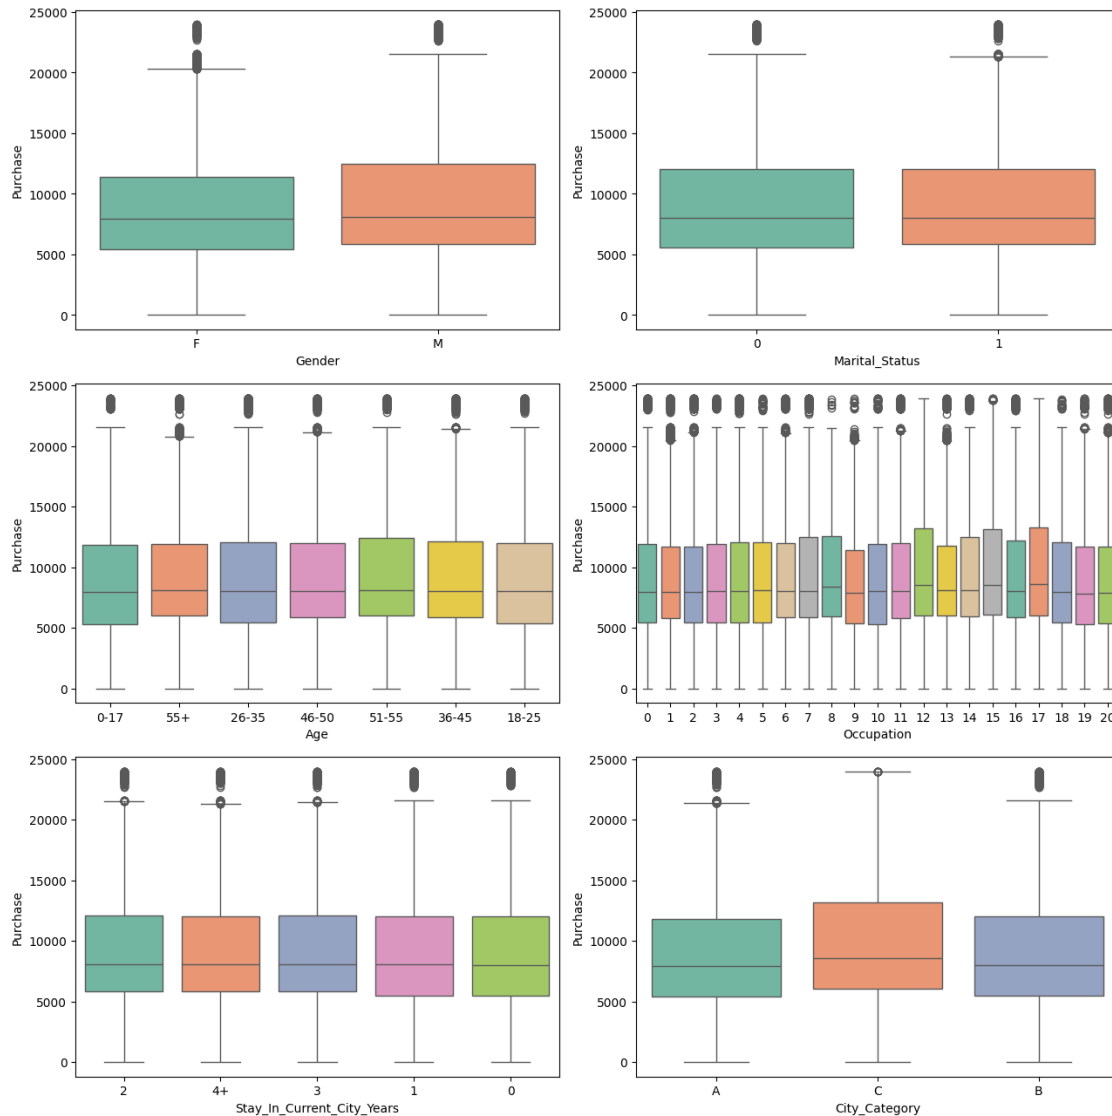 25000
20000
15000
10000
5000
0
Purchase
F M
Gender
25000
20000
15000
10000
5000
0
Purchase
0 1
Marital_Status
25000
20000
15000
10000
5000
0
Purchase
0-17 55+ 26-35 46-50 51-55 36-45 18-25
Age
25000
20000
15000
10000
5000
0
Purchase
0 1 2 3 4 5 6 7 8 9 10 11 12 13 14 15 16 17 18 19 20
Occupation
25000
20000
15000
10000
5000
0
Purchase
2 4+ 3 1 0
Stay_In_Current_City_Years
25000
20000
15000
10000
5000
0
Purchase
A C B
City_Category